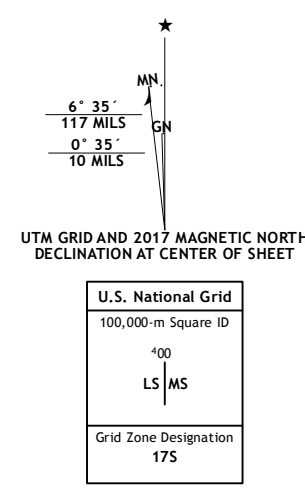 ★
MN.
6° 35´
117 MILS
GN
0° 35´
10 MILS
UTM GRID AND 2017 MAGNETIC NORTH
DECLINATION AT CENTER OF SHEET
U.S. National Grid
100,000-m Square ID
⁴00
LS MS
Grid Zone Designation
17S